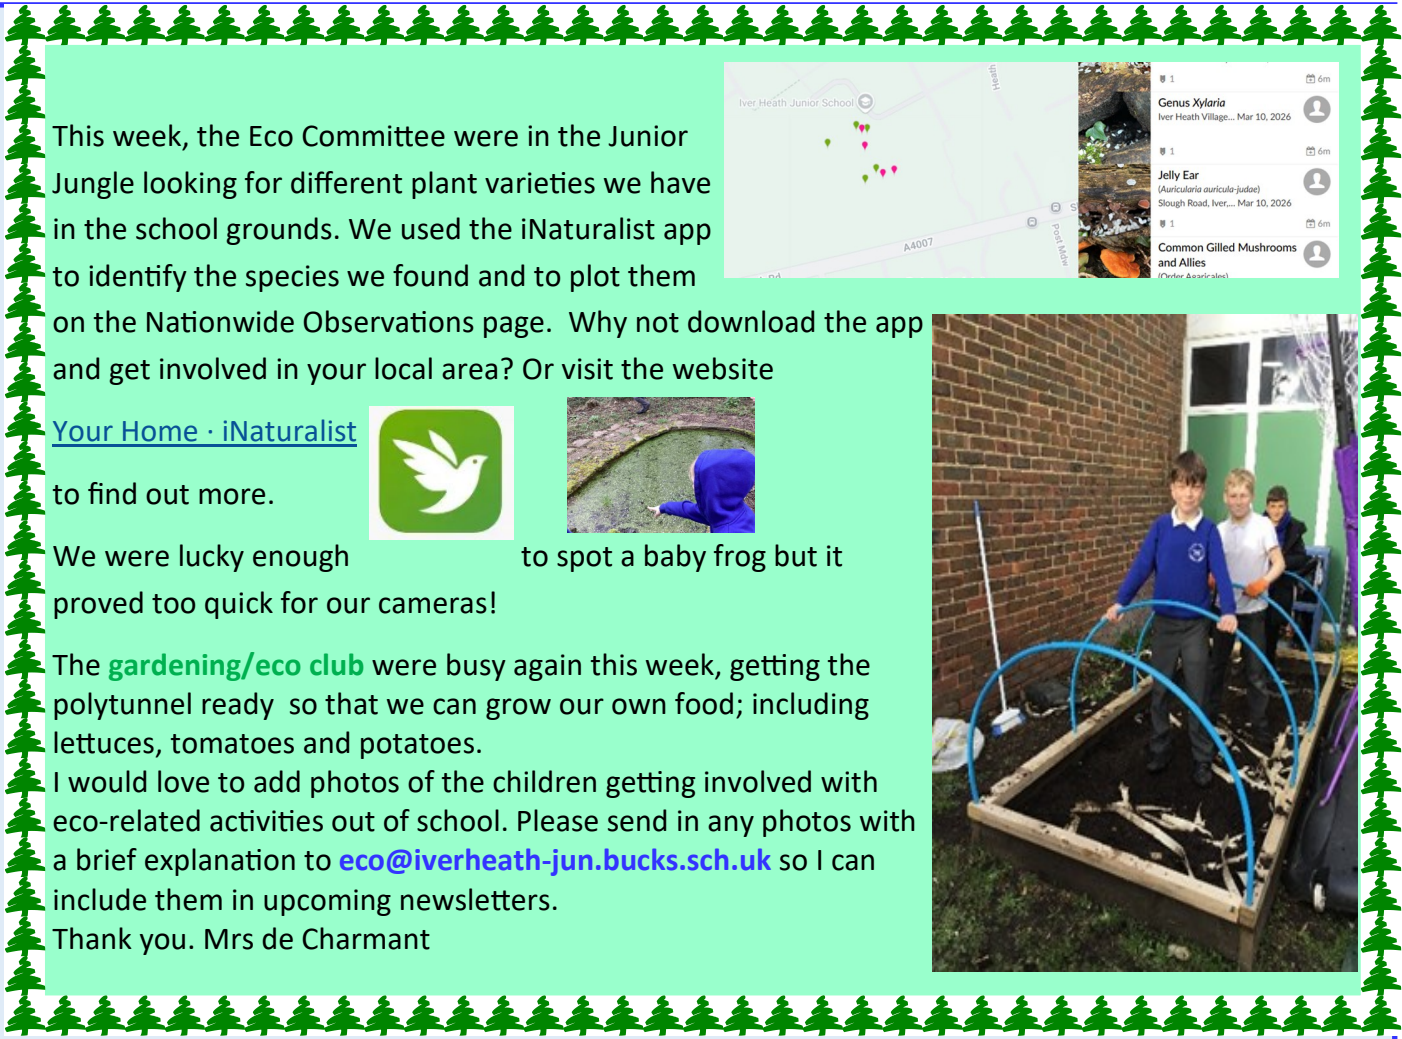 This week, the Eco Committee were in the Junior
Jungle looking for different plant varieties we have
in the school grounds. We used the iNaturalist app
to identify the species we found and to plot them
on the Nationwide Observations page.  Why not download the app
and get involved in your local area? Or visit the website
Your Home · iNaturalist
to find out more.
We were lucky enough to spot a baby frog but it
proved too quick for our cameras!
The gardening/eco club were busy again this week, getting the
polytunnel ready  so that we can grow our own food; including
lettuces, tomatoes and potatoes.
I would love to add photos of the children getting involved with
eco-related activities out of school. Please send in any photos with
a brief explanation to eco@iverheath-jun.bucks.sch.uk so I can
include them in upcoming newsletters.
Thank you. Mrs de Charmant
Iver Heath Junior School
Heath
A4007
Post Mdw
Rd
1 6m
Genus Xylaria
Iver Heath Village... Mar 10, 2026
1 6m
Jelly Ear
(Auricularia auricula-judae)
Slough Road, Iver,... Mar 10, 2026
1 6m
Common Gilled Mushrooms
and Allies
(Order Agaricales)